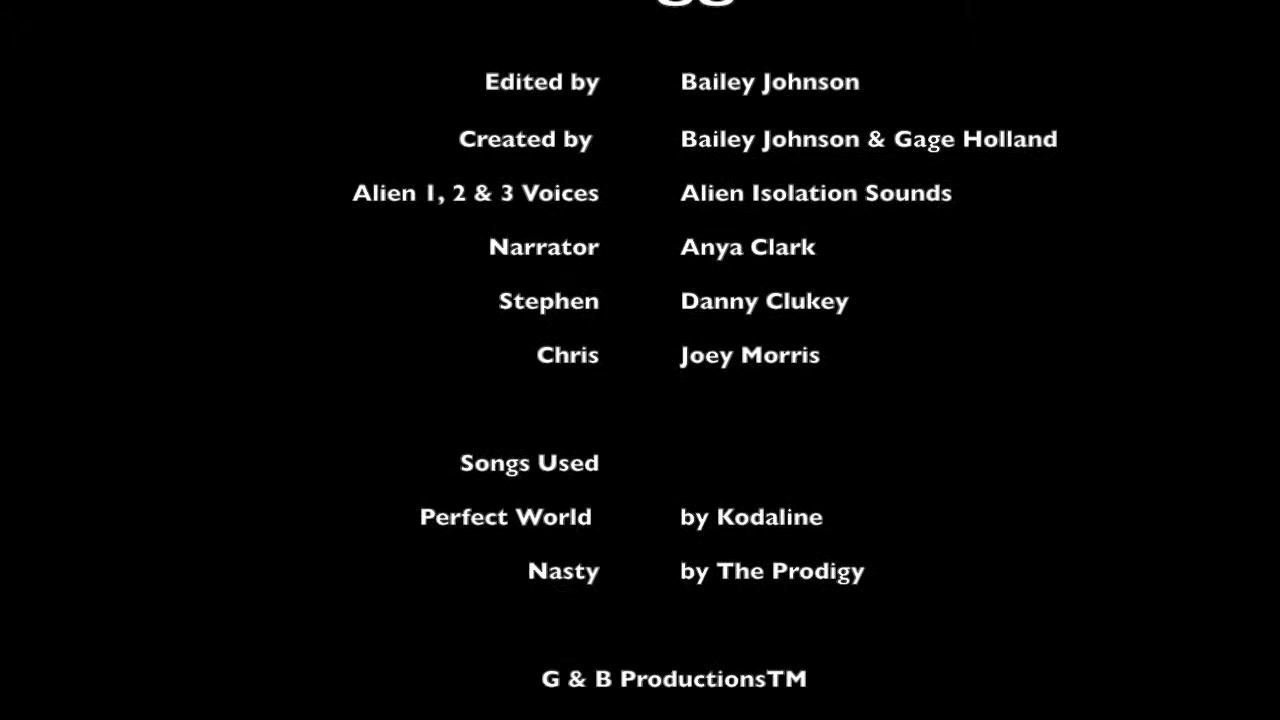 Edited by Bailey Johnson
Created by Bailey Johnson & Gage Holland
Alien 1, 2 & 3 Voices Alien Isolation Sounds
Narrator Anya Clark
Stephen Danny Clukey
Chris Joey Morris
Songs Used
Perfect World by Kodaline
Nasty by The Prodigy
G & B ProductionsTM